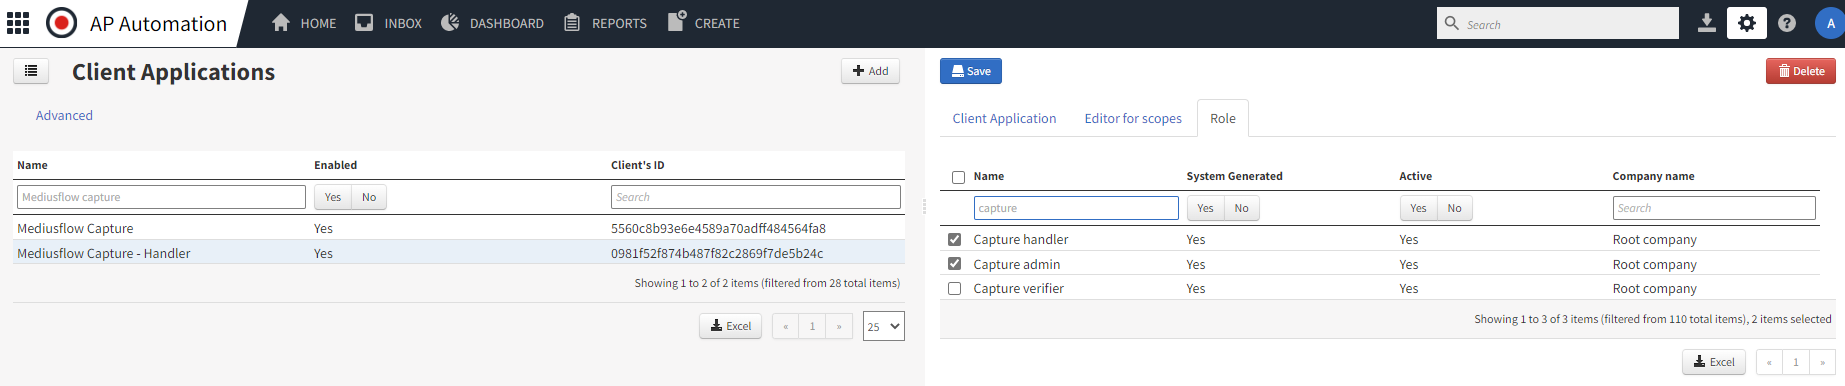 AP Automation HOME INBOX DASHBOARD REPORTS CREATE Search ? A
Client Applications
Add
Advanced
Name Enabled Client's ID
Mediusflow capture Yes No Search
Mediusflow Capture Yes 5560c8b93e6e4589a70adff484564fa8
Mediusflow Capture - Handler Yes 0981f52f874b487f82c2869f7de5b24c
Showing 1 to 2 of 2 items (filtered from 28 total items)
Excel « 1 » 25
Save Delete
Client Application Editor for scopes Role
Name System Generated Active Company name
capture Yes No Yes No Search
Capture handler Yes Yes Root company
Capture admin Yes Yes Root company
Capture verifier Yes Yes Root company
Showing 1 to 3 of 3 items (filtered from 110 total items), 2 items selected
Excel « 1 »